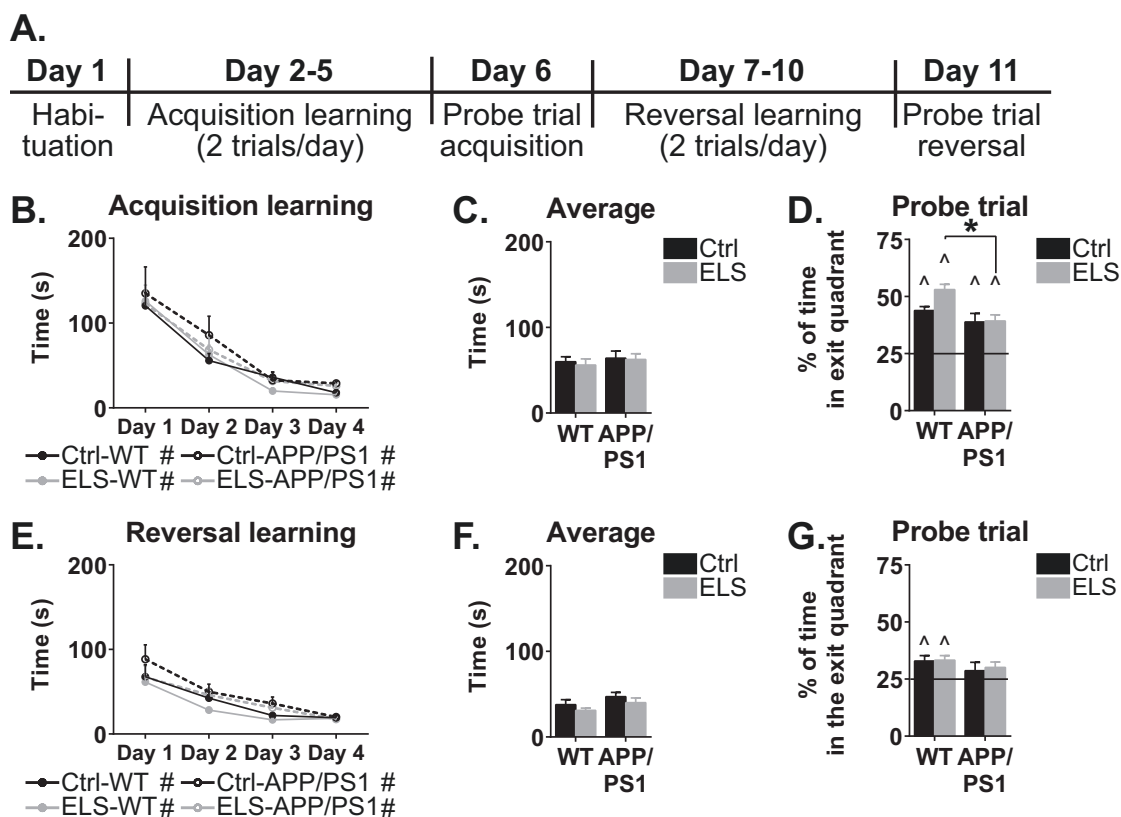 A.
Day 1 Day 2-5 Day 6 Day 7-10 Day 11
Habi- Acquisition learning Probe trial Reversal learning Probe trial
tuation (2 trials/day) acquisition (2 trials/day) reversal
B. Acquisition learning
200
100
0
Time (s)
Day 1 Day 2 Day 3 Day 4
Ctrl-WT # Ctrl-APP/PS1 #
ELS-WT # ELS-APP/PS1#
C. Average
200
100
0
Time (s)
WT APP/
PS1
Ctrl
ELS
D. Probe trial
75
50
25
0
% of time
in exit quadrant
*
^ ^ ^ ^
WT APP/
PS1
E. Reversal learning
200
100
0
Time (s)
Day 1 Day 2 Day 3 Day 4
Ctrl-WT # Ctrl-APP/PS1 #
ELS-WT # ELS-APP/PS1#
F. Average
200
100
0
Time (s)
WT APP/
PS1
Ctrl
ELS
G. Probe trial
75
50
25
0
% of time
in the exit quadrant
^ ^
WT APP/
PS1
Ctrl
ELS